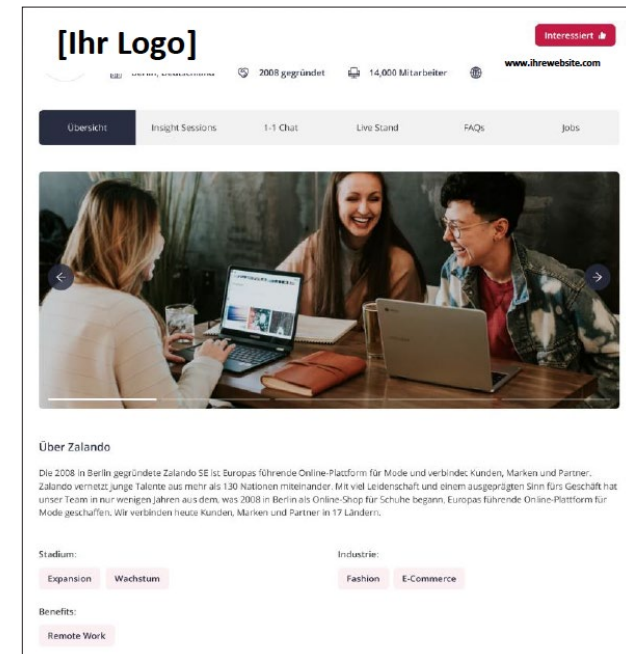 [Ihr Logo]
Interessiert
www.ihrewebsite.com
Berlin, Deutschland 2008 gegründet 14,000 Mitarbeiter
Übersicht Insight Sessions 1-1 Chat Live Stand FAQs Jobs
Über Zalando
Die 2008 in Berlin gegründete Zalando SE ist Europas führende Online-Plattform für Mode und verbindet Kunden, Marken und Partner.
Zalando vernetzt junge Talente aus mehr als 130 Nationen miteinander. Mit viel Leidenschaft und einem ausgeprägten Sinn fürs Geschäft hat
unser Team in nur wenigen Jahren aus dem, was 2008 in Berlin als Online-Shop für Schuhe begann, Europas führende Online-Plattform für
Mode geschaffen. Wir verbinden heute Kunden, Marken und Partner in 17 Ländern.
Stadium: Industrie:
Expansion Wachstum Fashion E-Commerce
Benefits:
Remote Work